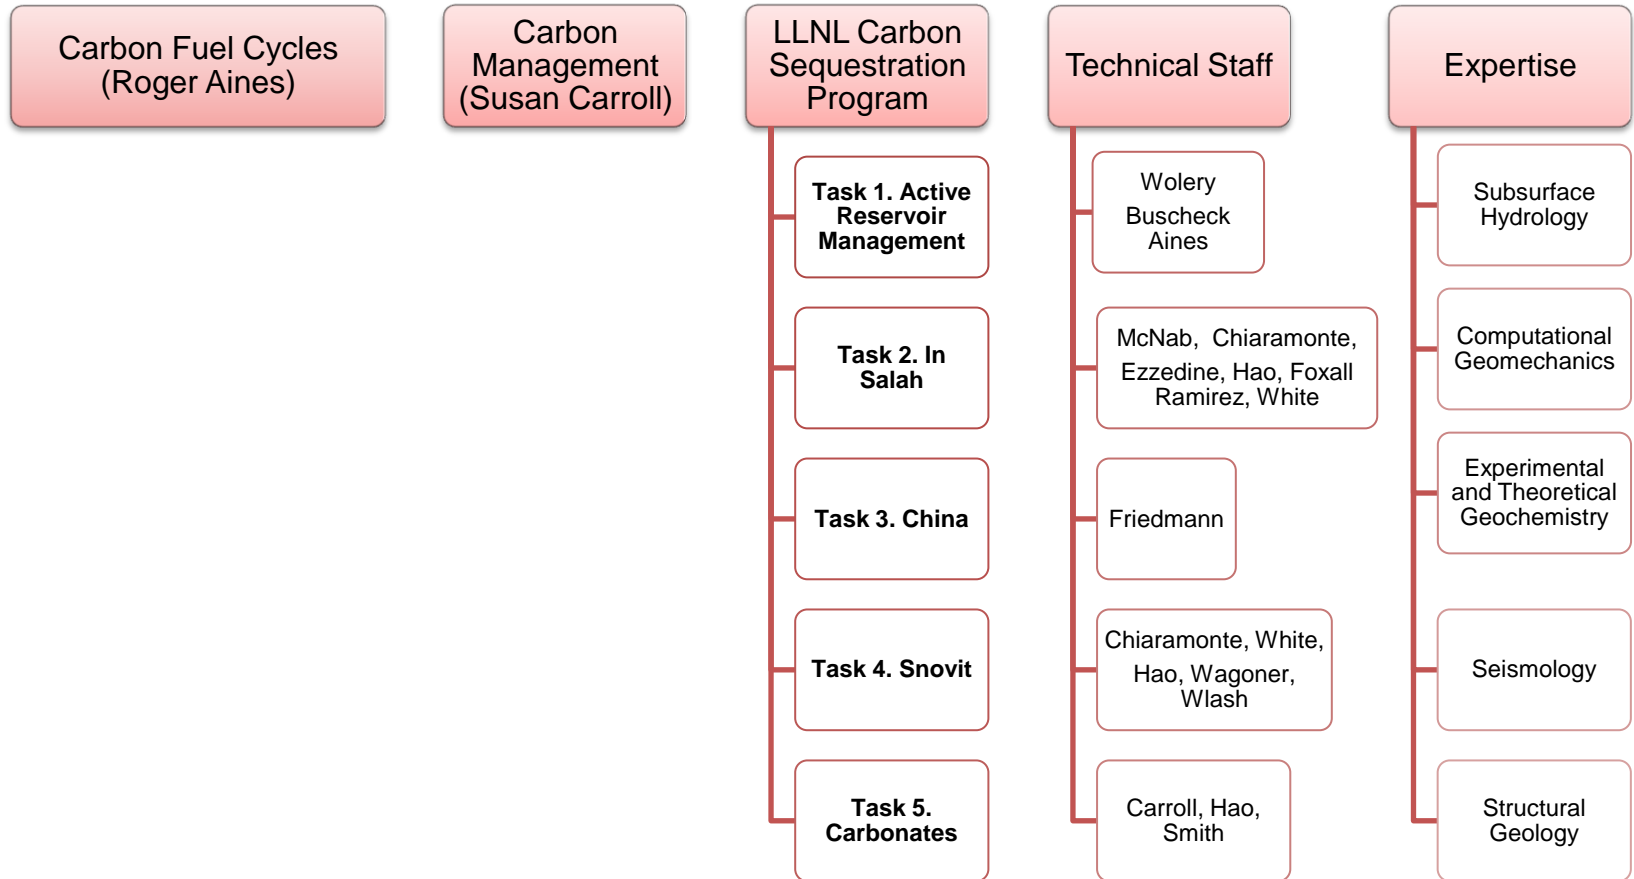 Carbon Fuel Cycles
(Roger Aines)
Carbon
Management
(Susan Carroll)
LLNL Carbon
Sequestration
Program
Technical Staff
Expertise
Task 1. Active
Reservoir
Management
Task 2. In
Salah
Task 3. China
Task 4. Snovit
Task 5.
Carbonates
Wolery
Buscheck
Aines
McNab, Chiaramonte,
Ezzedine, Hao, Foxall
Ramirez, White
Friedmann
Chiaramonte, White,
Hao, Wagoner,
Wlash
Carroll, Hao,
Smith
Subsurface
Hydrology
Computational
Geomechanics
Experimental
and Theoretical
Geochemistry
Seismology
Structural
Geology